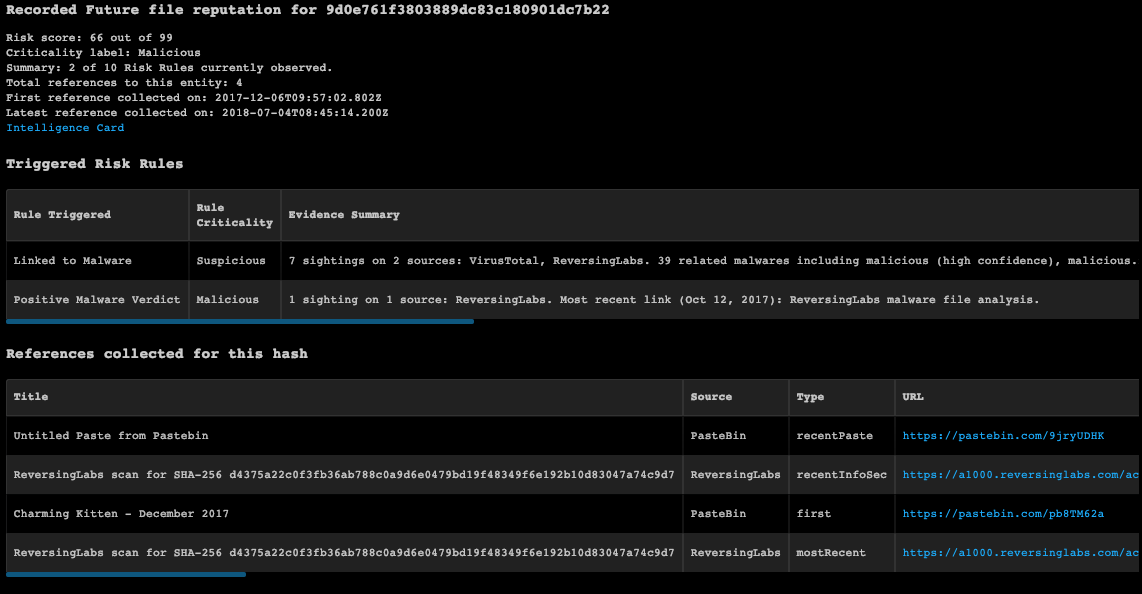 Recorded Future file reputation for 9d0e761f3803889dc83c180901dc7b22
Risk score: 66 out of 99
Criticality label: Malicious
Summary: 2 of 10 Risk Rules currently observed.
Total references to this entity: 4
First reference collected on: 2017-12-06T09:57:02.802Z
Latest reference collected on: 2018-07-04T08:45:14.200Z
Intelligence Card
Triggered Risk Rules
Rule Triggered Rule Criticality Evidence Summary
Linked to Malware Suspicious 7 sightings on 2 sources: VirusTotal, ReversingLabs. 39 related malwares including malicious (high confidence), malicious.
Positive Malware Verdict Malicious 1 sighting on 1 source: ReversingLabs. Most recent link (Oct 12, 2017): ReversingLabs malware file analysis.
References collected for this hash
Title Source Type URL
Untitled Paste from Pastebin PasteBin recentPaste https://pastebin.com/9jryUDHK
ReversingLabs scan for SHA-256 d4375a22c0f3fb36ab788c0a9d6e0479bd19f48349f6e192b10d83047a74c9d7 ReversingLabs recentInfoSec https://a1000.reversinglabs.com/ac
Charming Kitten - December 2017 PasteBin first https://pastebin.com/pb8TM62a
ReversingLabs scan for SHA-256 d4375a22c0f3fb36ab788c0a9d6e0479bd19f48349f6e192b10d83047a74c9d7 ReversingLabs mostRecent https://a1000.reversinglabs.com/ac